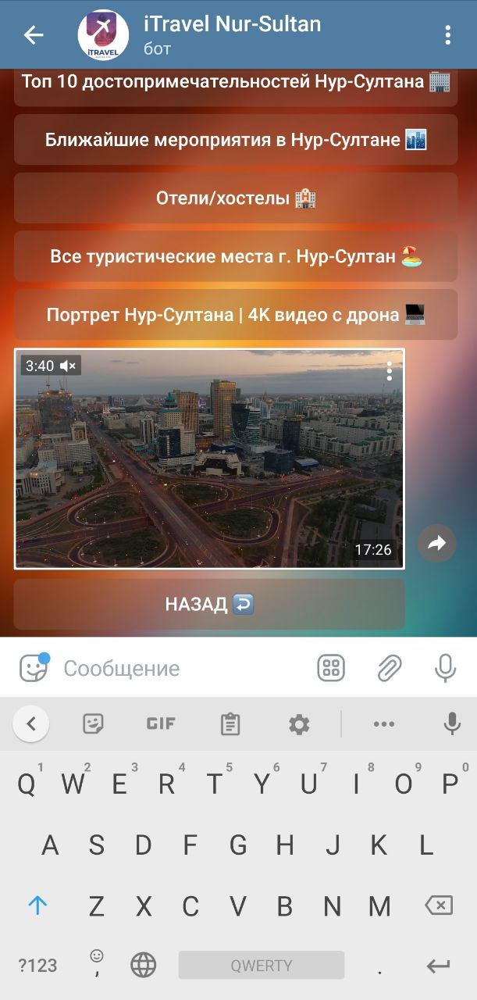 iTravel Nur-Sultan
бот
iTRAVEL
Топ 10 достопримечательностей Нур-Султана 🏢
Ближайшие мероприятия в Нур-Султане 🏙️
Отели/хостелы 🏨
Все туристические места г. Нур-Султан 🏖️
Портрет Нур-Султана | 4K видео с дрона 💻
3:40
17:26
НАЗАД ↩️
Сообщение
GIF
Q 1 W 2 E 3 R 4 T 5 Y 6 U 7 I 8 O 9 P 0
A S D F G H J K L
Z X C V B N M
?123 , QWERTY .